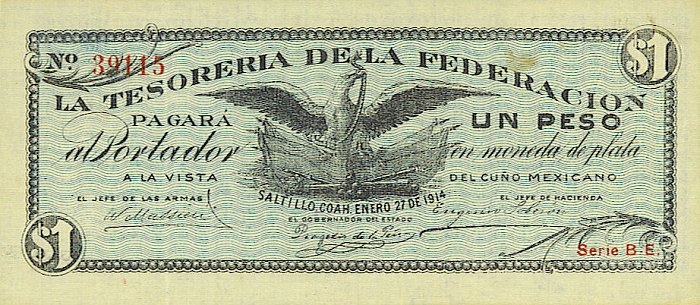 Nº 39115
$1
LA TESORERIA DE LA FEDERACION
PAGARÁ UN PESO
al Portador en moneda de plata
A LA VISTA DEL CUÑO MEXICANO
SALTILLO, COAH. ENERO 27 DE 1914
EL JEFE DE LAS ARMAS EL JEFE DE HACIENDA
EL GOBERNADOR DEL ESTADO
$1
Serie B-E.